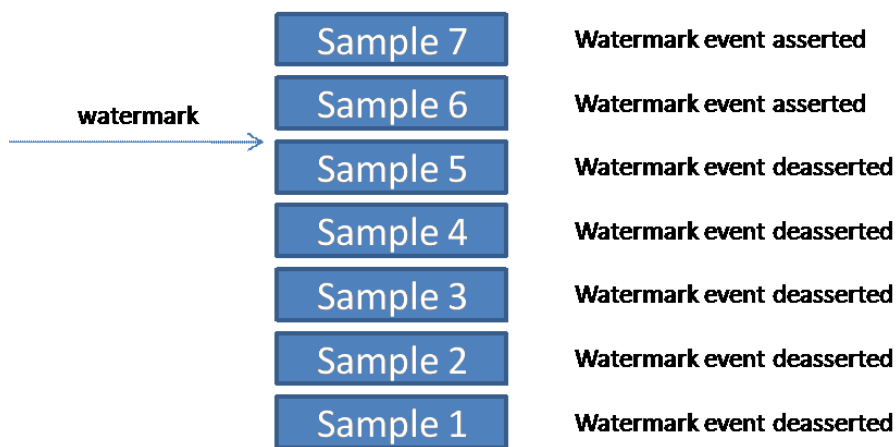 Sample 7 Watermark event asserted
Sample 6 Watermark event asserted
watermark
Sample 5 Watermark event deasserted
Sample 4 Watermark event deasserted
Sample 3 Watermark event deasserted
Sample 2 Watermark event deasserted
Sample 1 Watermark event deasserted